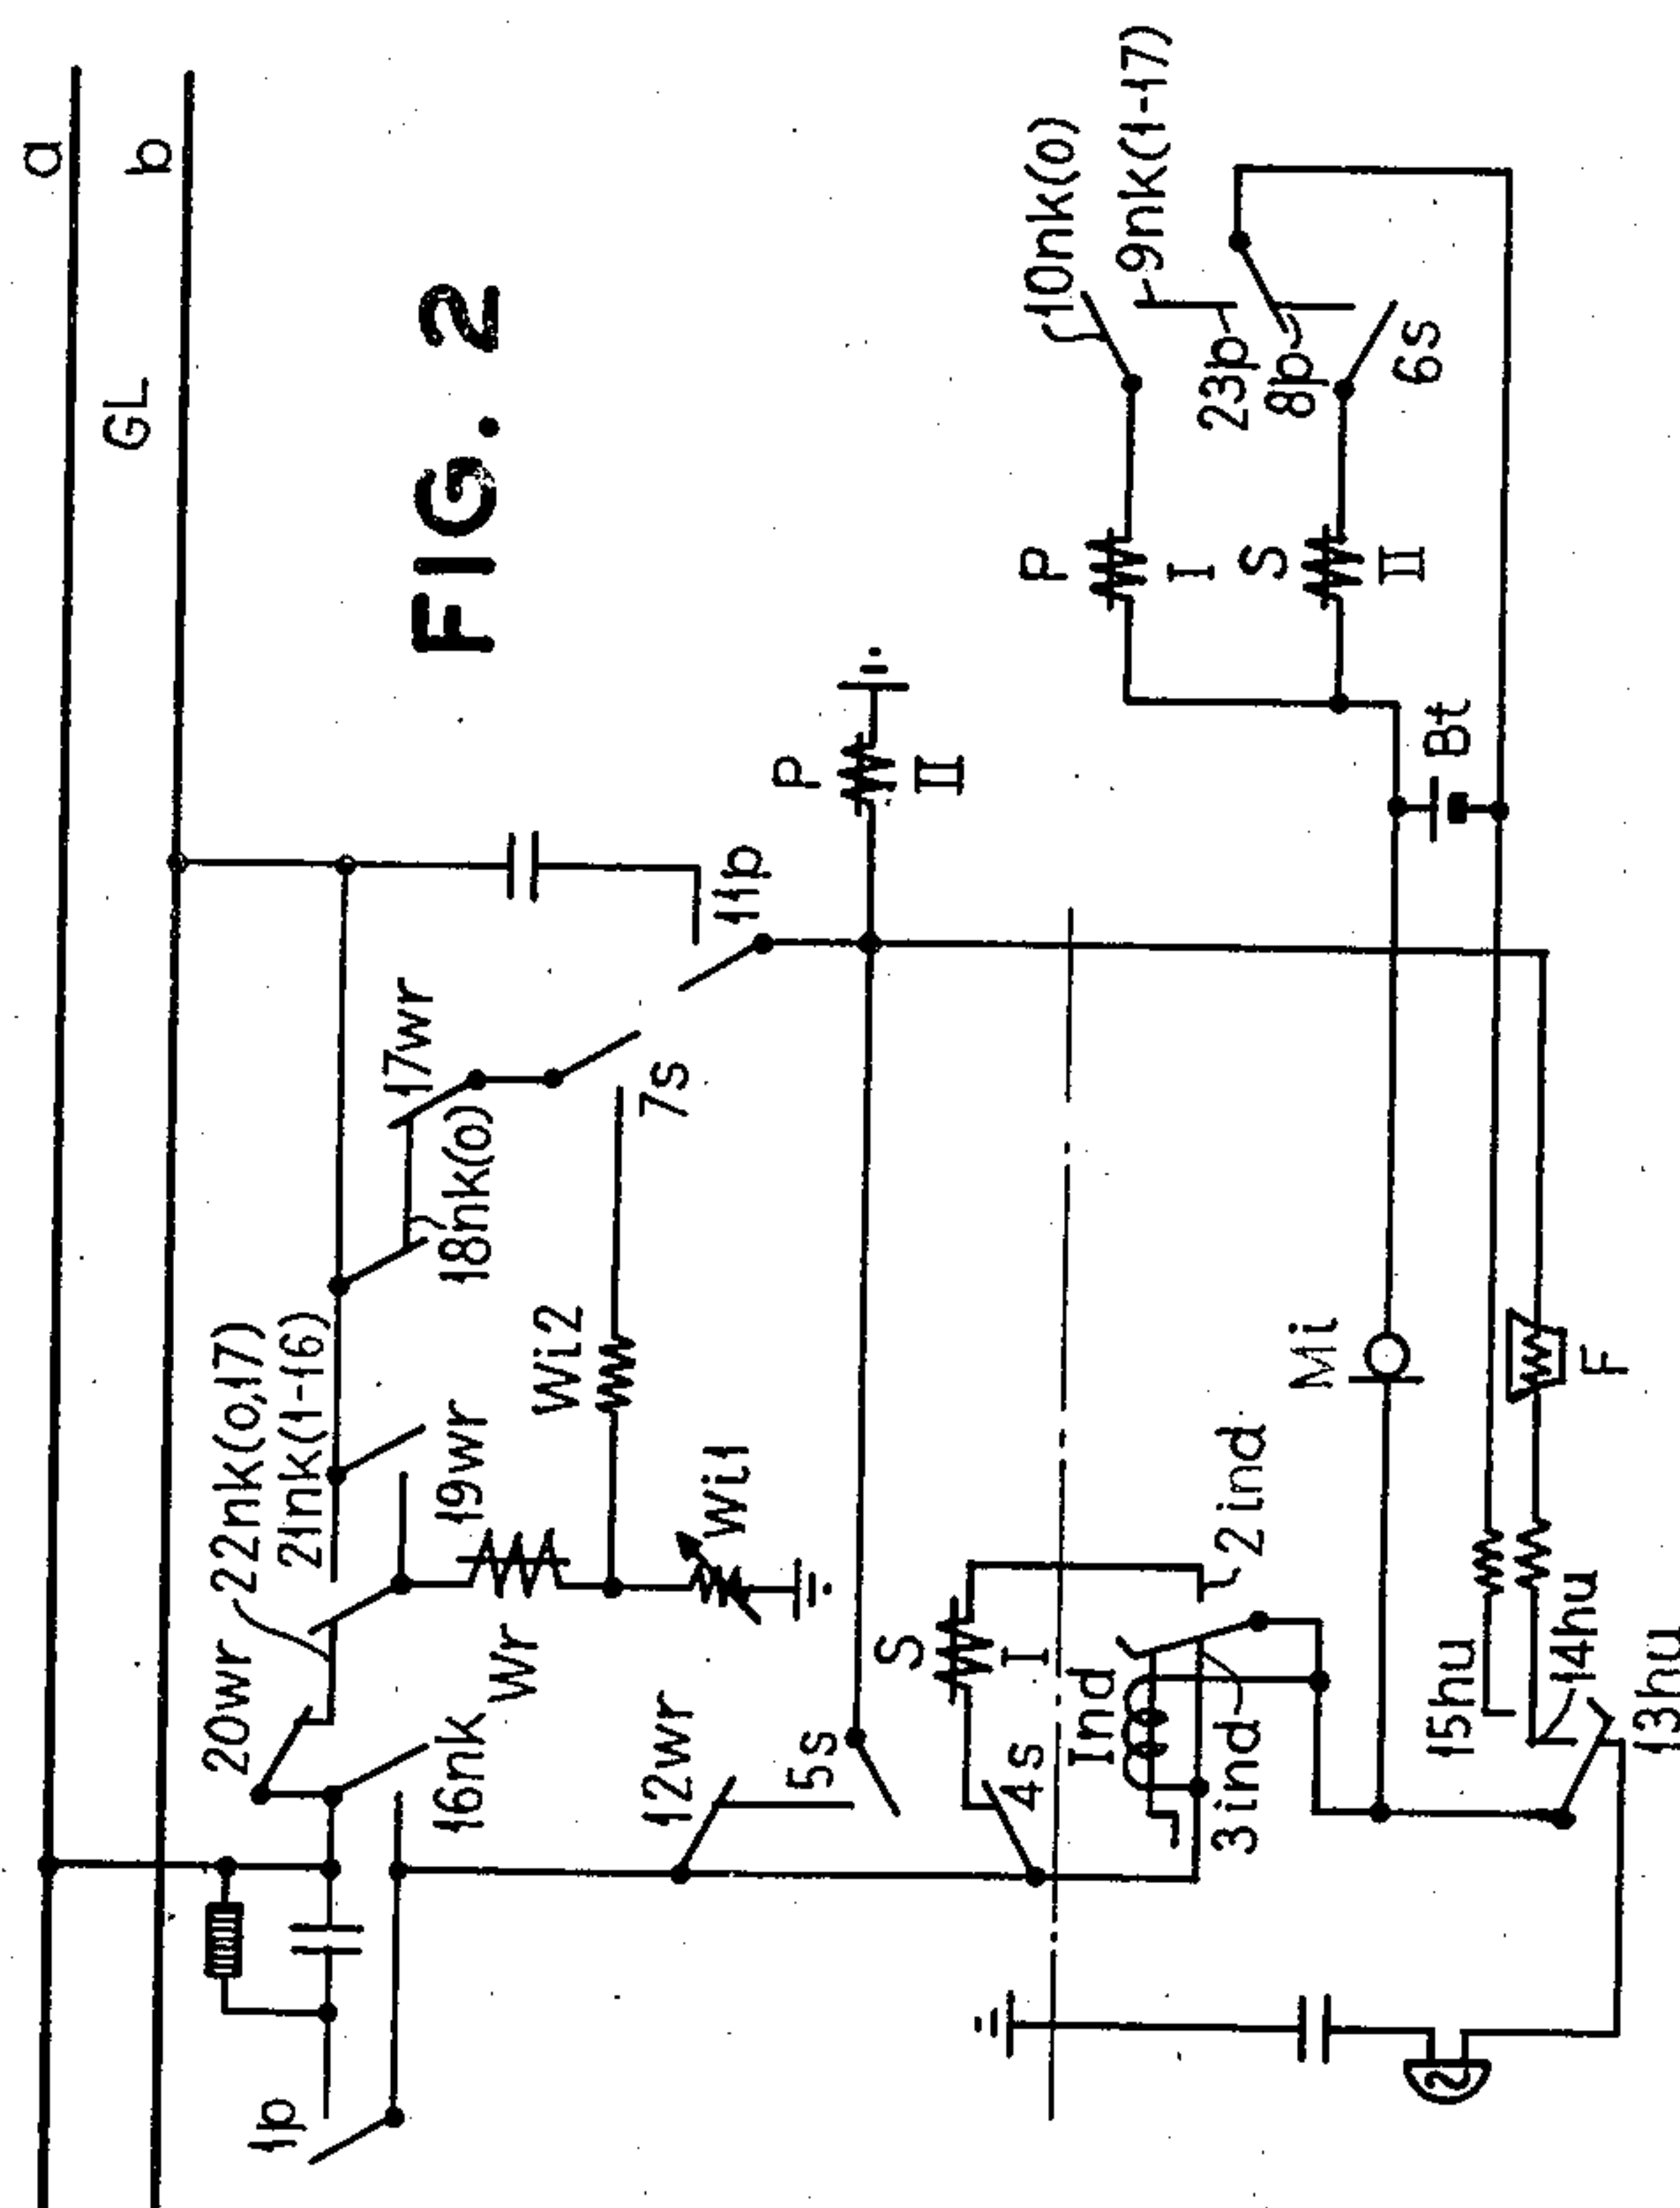 a
b
GL
FIG. 2
10nk(o)
9nk(1-17)
23p
8p
6s
P
I
S
II
P
II
Bt
11p
17wr
18nk(o)
7s
22nk(o,17)
21nk(1-16)
19wr
Wi2
Wi1
20wr
Wr
16nk
12wr
5s
S
I
4s
Ind
2ind
3ind
Mi
F
15hu
14hu
13hu
1p